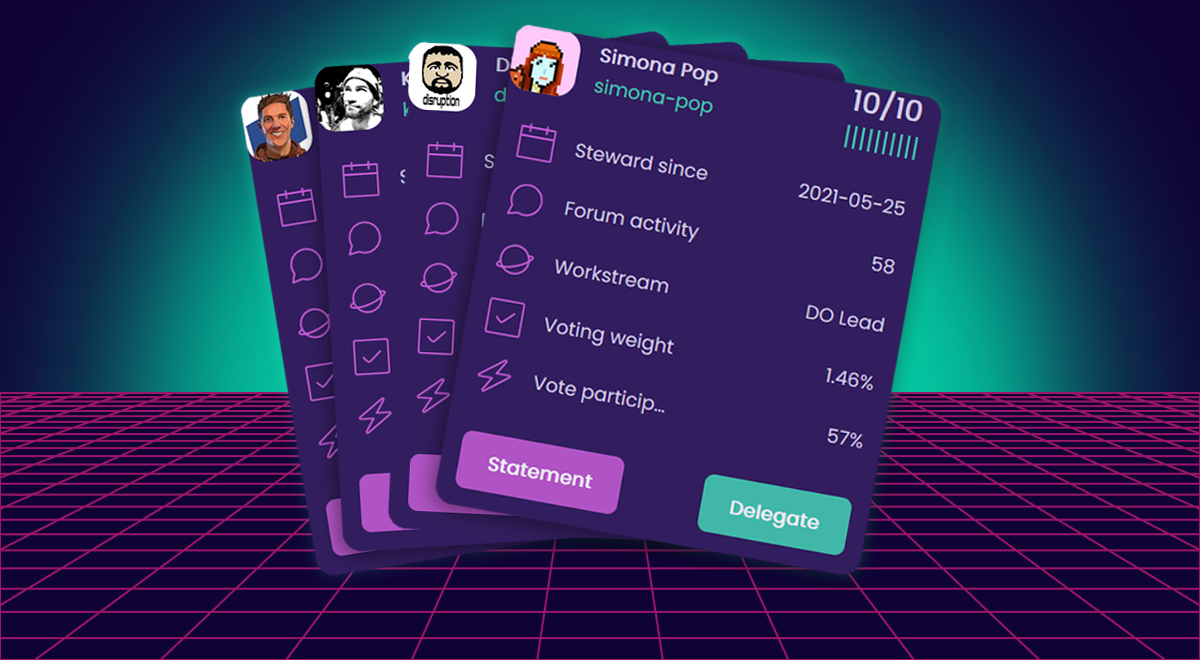 Simona Pop
simona-pop
10/10
Steward since 2021-05-25
Forum activity 58
Workstream DO Lead
Voting weight 1.46%
Vote particip... 57%
Statement Delegate
disruption